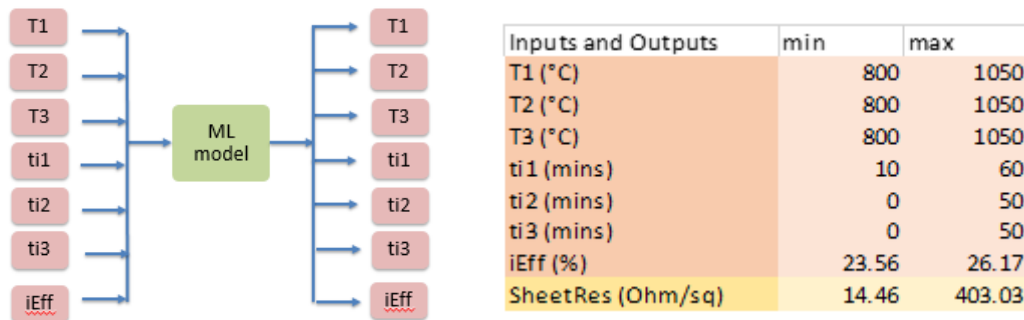 T1
T2
T3
ti1
ti2
ti3
iEff
ML
model
T1
T2
T3
ti1
ti2
ti3
iEff
Inputs and Outputs min max
T1 (°C) 800 1050
T2 (°C) 800 1050
T3 (°C) 800 1050
ti1 (mins) 10 60
ti2 (mins) 0 50
ti3 (mins) 0 50
iEff (%) 23.56 26.17
SheetRes (Ohm/sq) 14.46 403.03